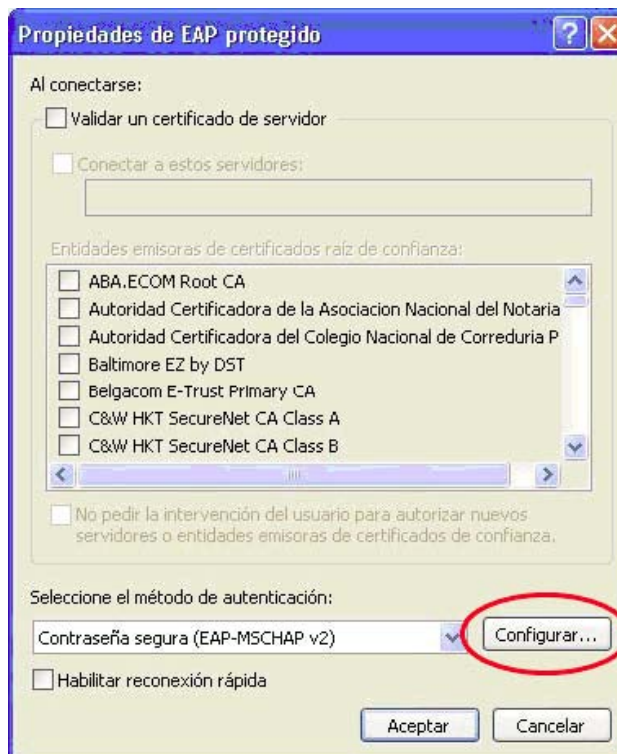 Propiedades de EAP protegido
Al conectarse:
Validar un certificado de servidor
Conectar a estos servidores:
Entidades emisoras de certificados raíz de confianza:
ABA.ECOM Root CA
Autoridad Certificadora de la Asociacion Nacional del Notaria
Autoridad Certificadora del Colegio Nacional de Correduria P
Baltimore EZ by DST
Belgacom E-Trust Primary CA
C&W HKT SecureNet CA Class A
C&W HKT SecureNet CA Class B
No pedir la intervención del usuario para autorizar nuevos
servidores o entidades emisoras de certificados de confianza.
Seleccione el método de autenticación:
Contraseña segura (EAP-MSCHAP v2)
Configurar...
Habilitar reconexión rápida
Aceptar
Cancelar